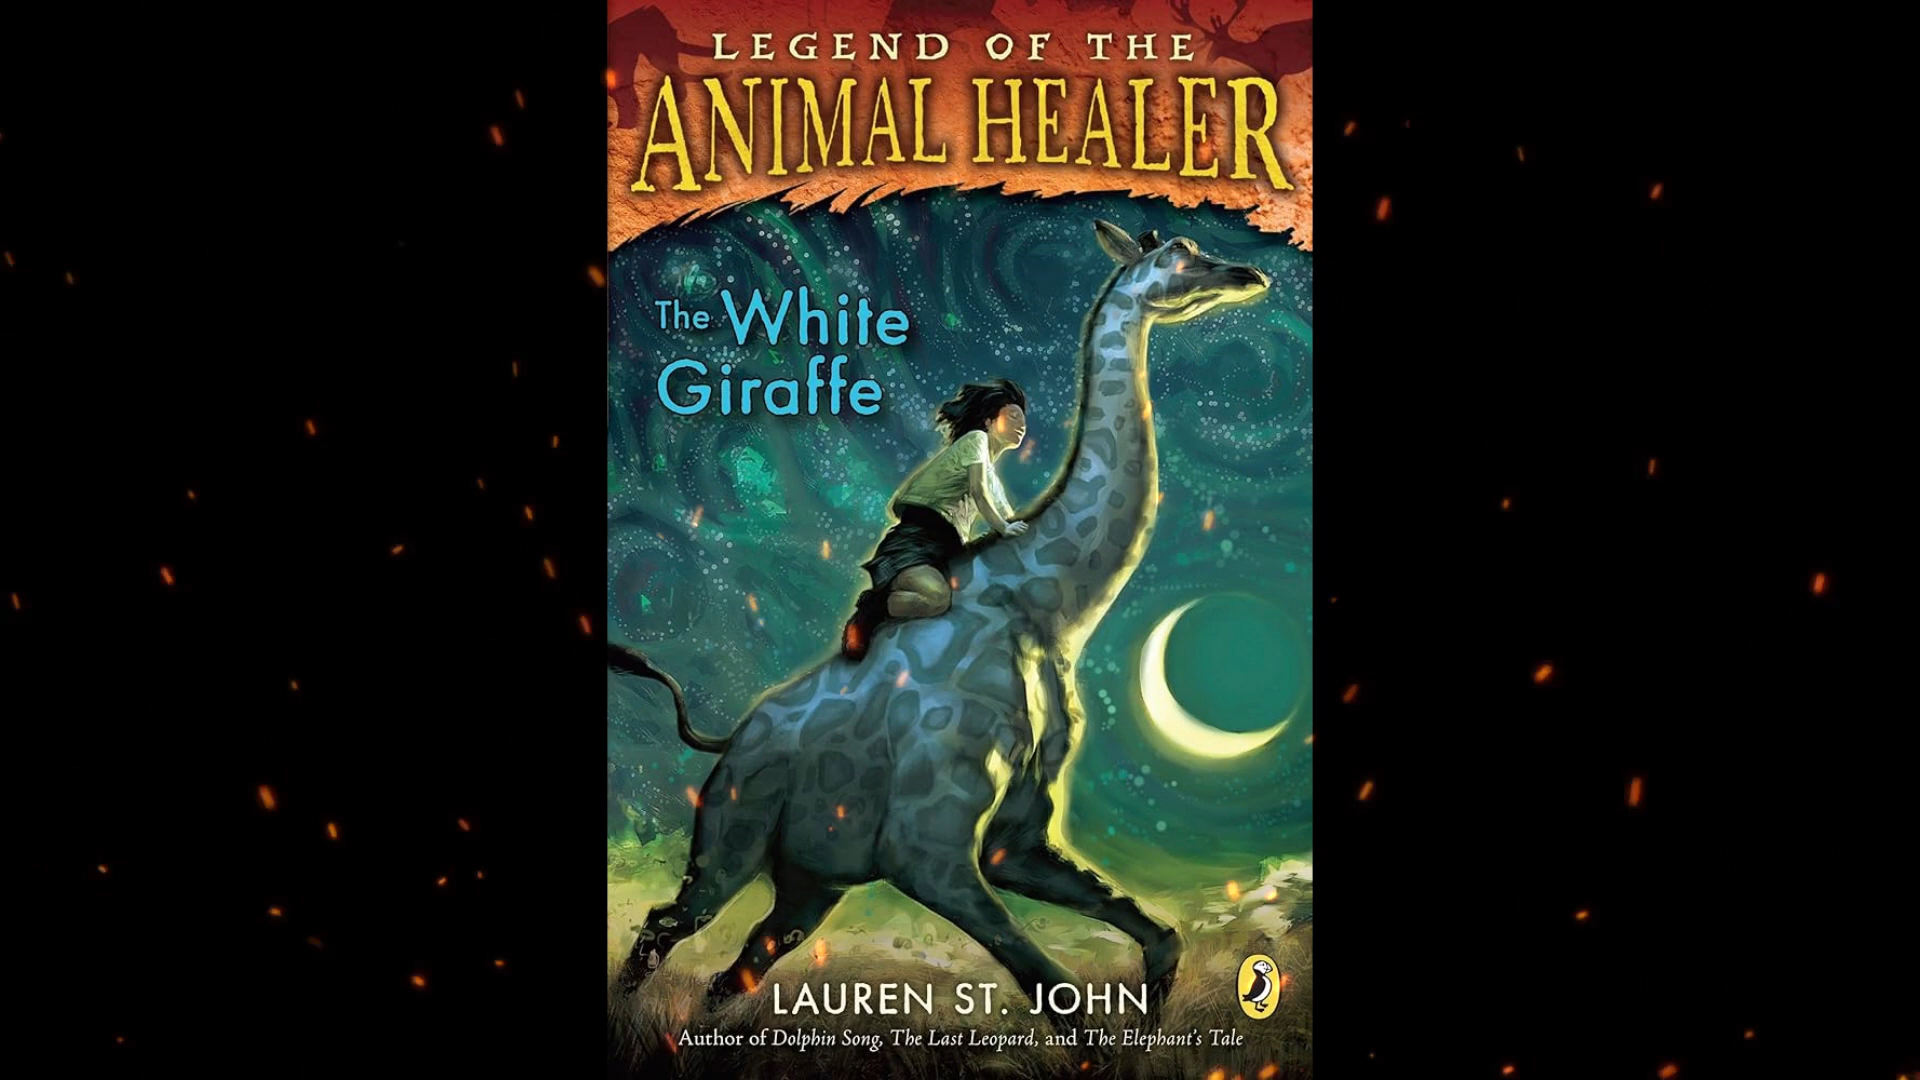 LEGEND OF THE
ANIMAL HEALER
The White
Giraffe
LAUREN ST. JOHN
Author of Dolphin Song, The Last Leopard, and The Elephant's Tale